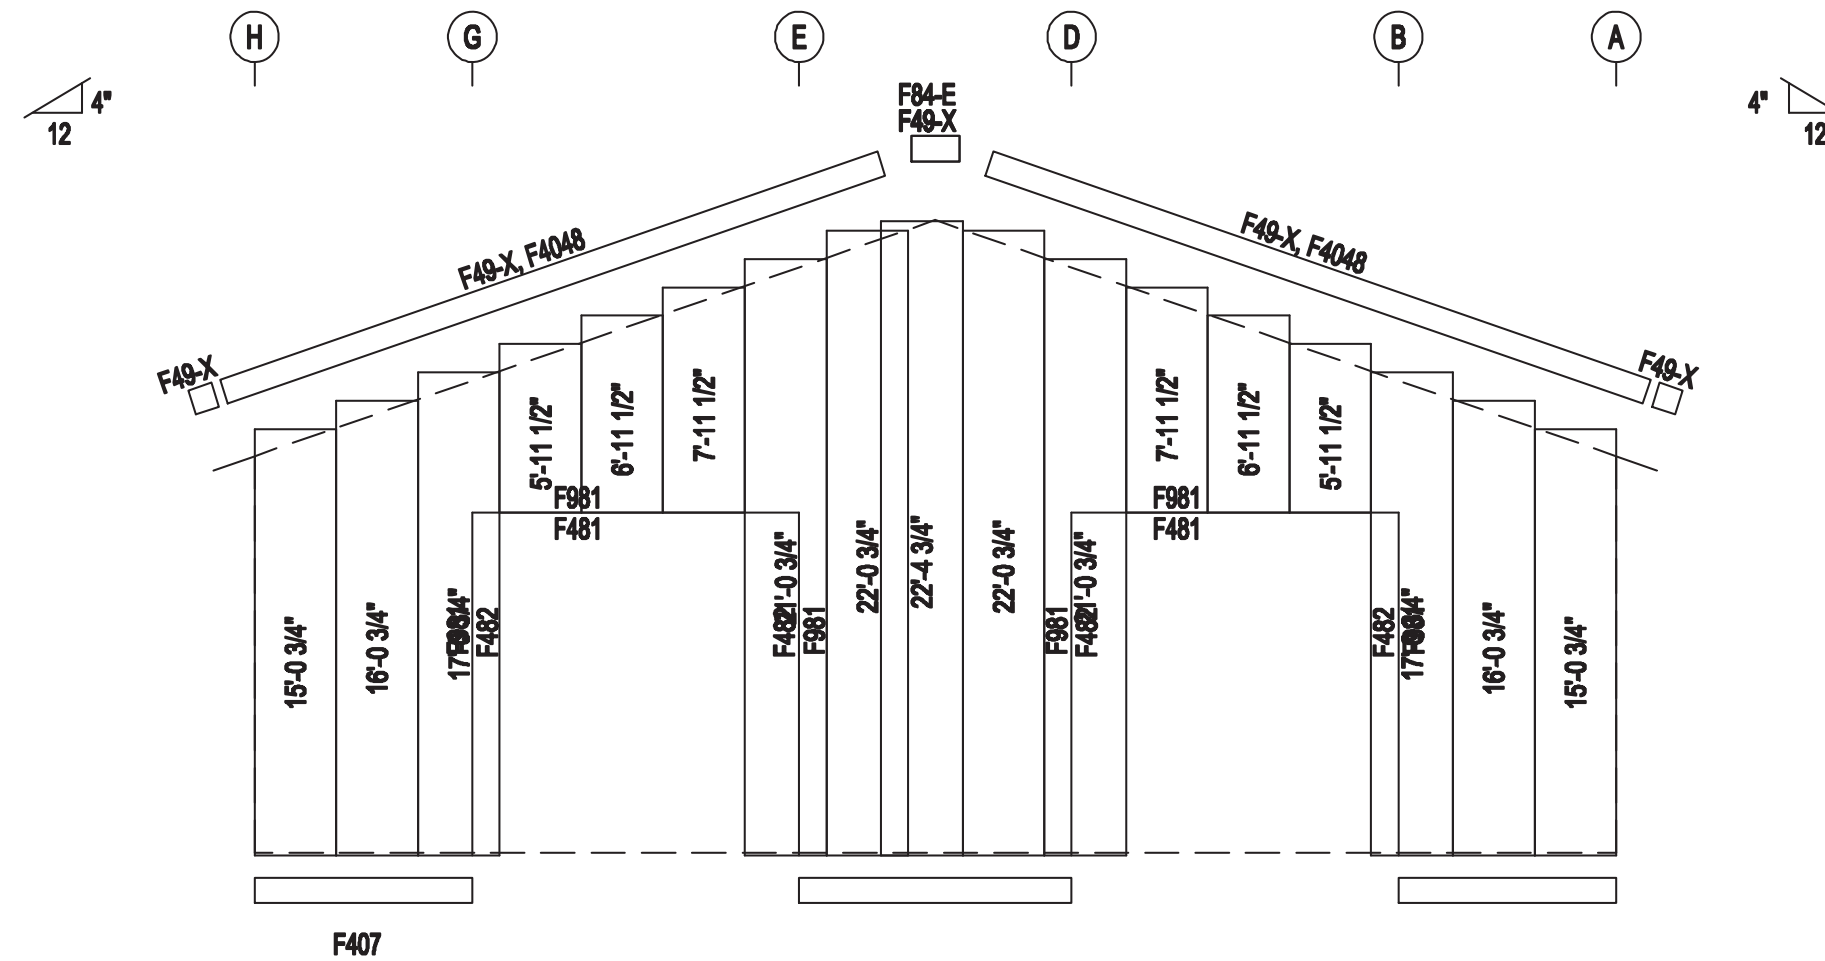 H
G
E
D
B
A
4"
12
4"
12
F84-E
F49-X
F49-X, F4048
F49-X, F4048
F49-X
F49-X
5'-11 1/2"
6'-11 1/2"
7'-11 1/2"
7'-11 1/2"
6'-11 1/2"
5'-11 1/2"
F981
F481
F981
F481
15'-0 3/4"
16'-0 3/4"
F482
F482
F981
22'-0 3/4"
22'-4 3/4"
22'-0 3/4"
F981
F482
F482
16'-0 3/4"
15'-0 3/4"
F407